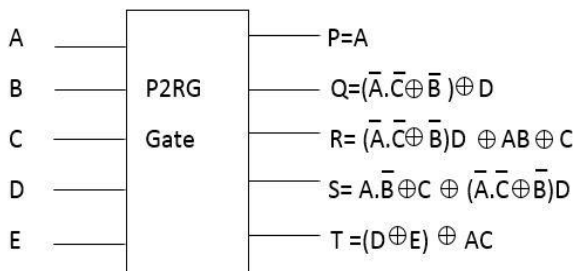 A P=A
B P2RG Q=(A̅.C̅⊕B̅ )⊕D
C Gate R= (A̅.C̅⊕B̅)D ⊕AB⊕C
D S= A.B̅⊕C ⊕ (A̅.C̅⊕B̅)D
E T =(D⊕E) ⊕ AC